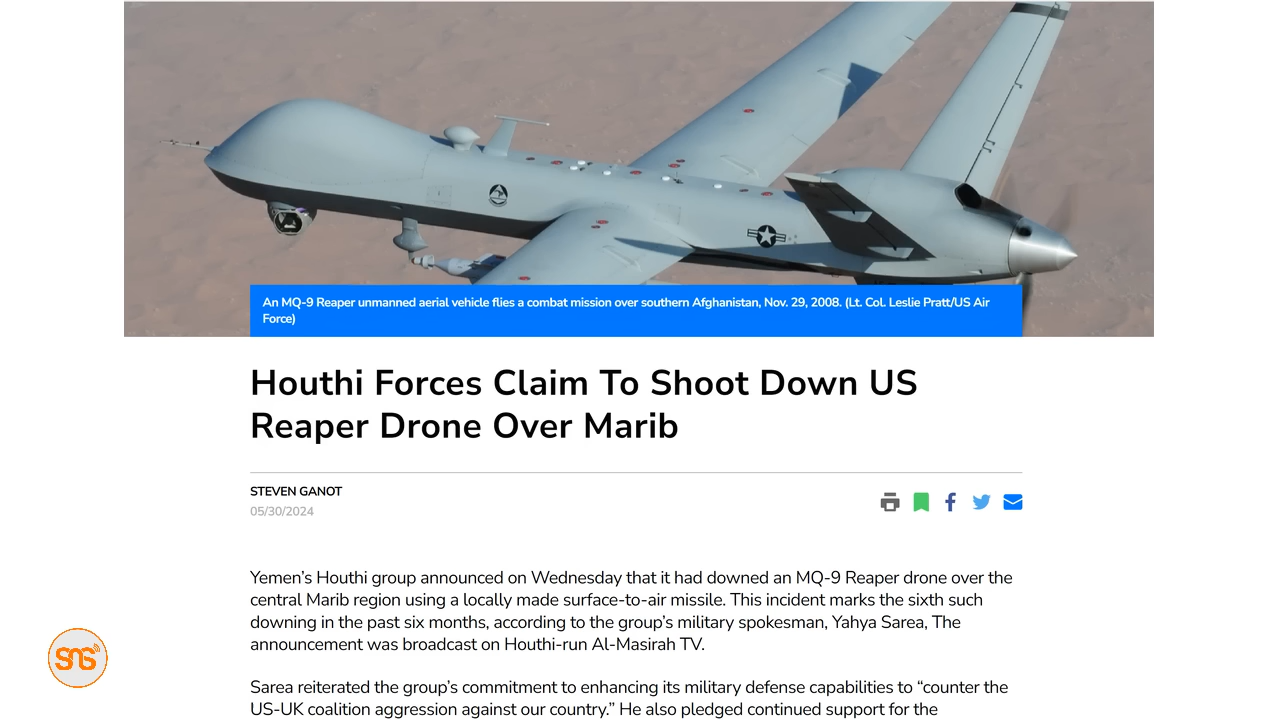 An MQ-9 Reaper unmanned aerial vehicle flies a combat mission over southern Afghanistan, Nov. 29, 2008. (Lt. Col. Leslie Pratt/US Air
Force)
Houthi Forces Claim To Shoot Down US
Reaper Drone Over Marib
STEVEN GANOT
05/30/2024
Yemen’s Houthi group announced on Wednesday that it had downed an MQ-9 Reaper drone over the
central Marib region using a locally made surface-to-air missile. This incident marks the sixth such
downing in the past six months, according to the group’s military spokesman, Yahya Sarea, The
announcement was broadcast on Houthi-run Al-Masirah TV.
Sarea reiterated the group’s commitment to enhancing its military defense capabilities to “counter the
US-UK coalition aggression against our country.” He also pledged continued support for the
SNS